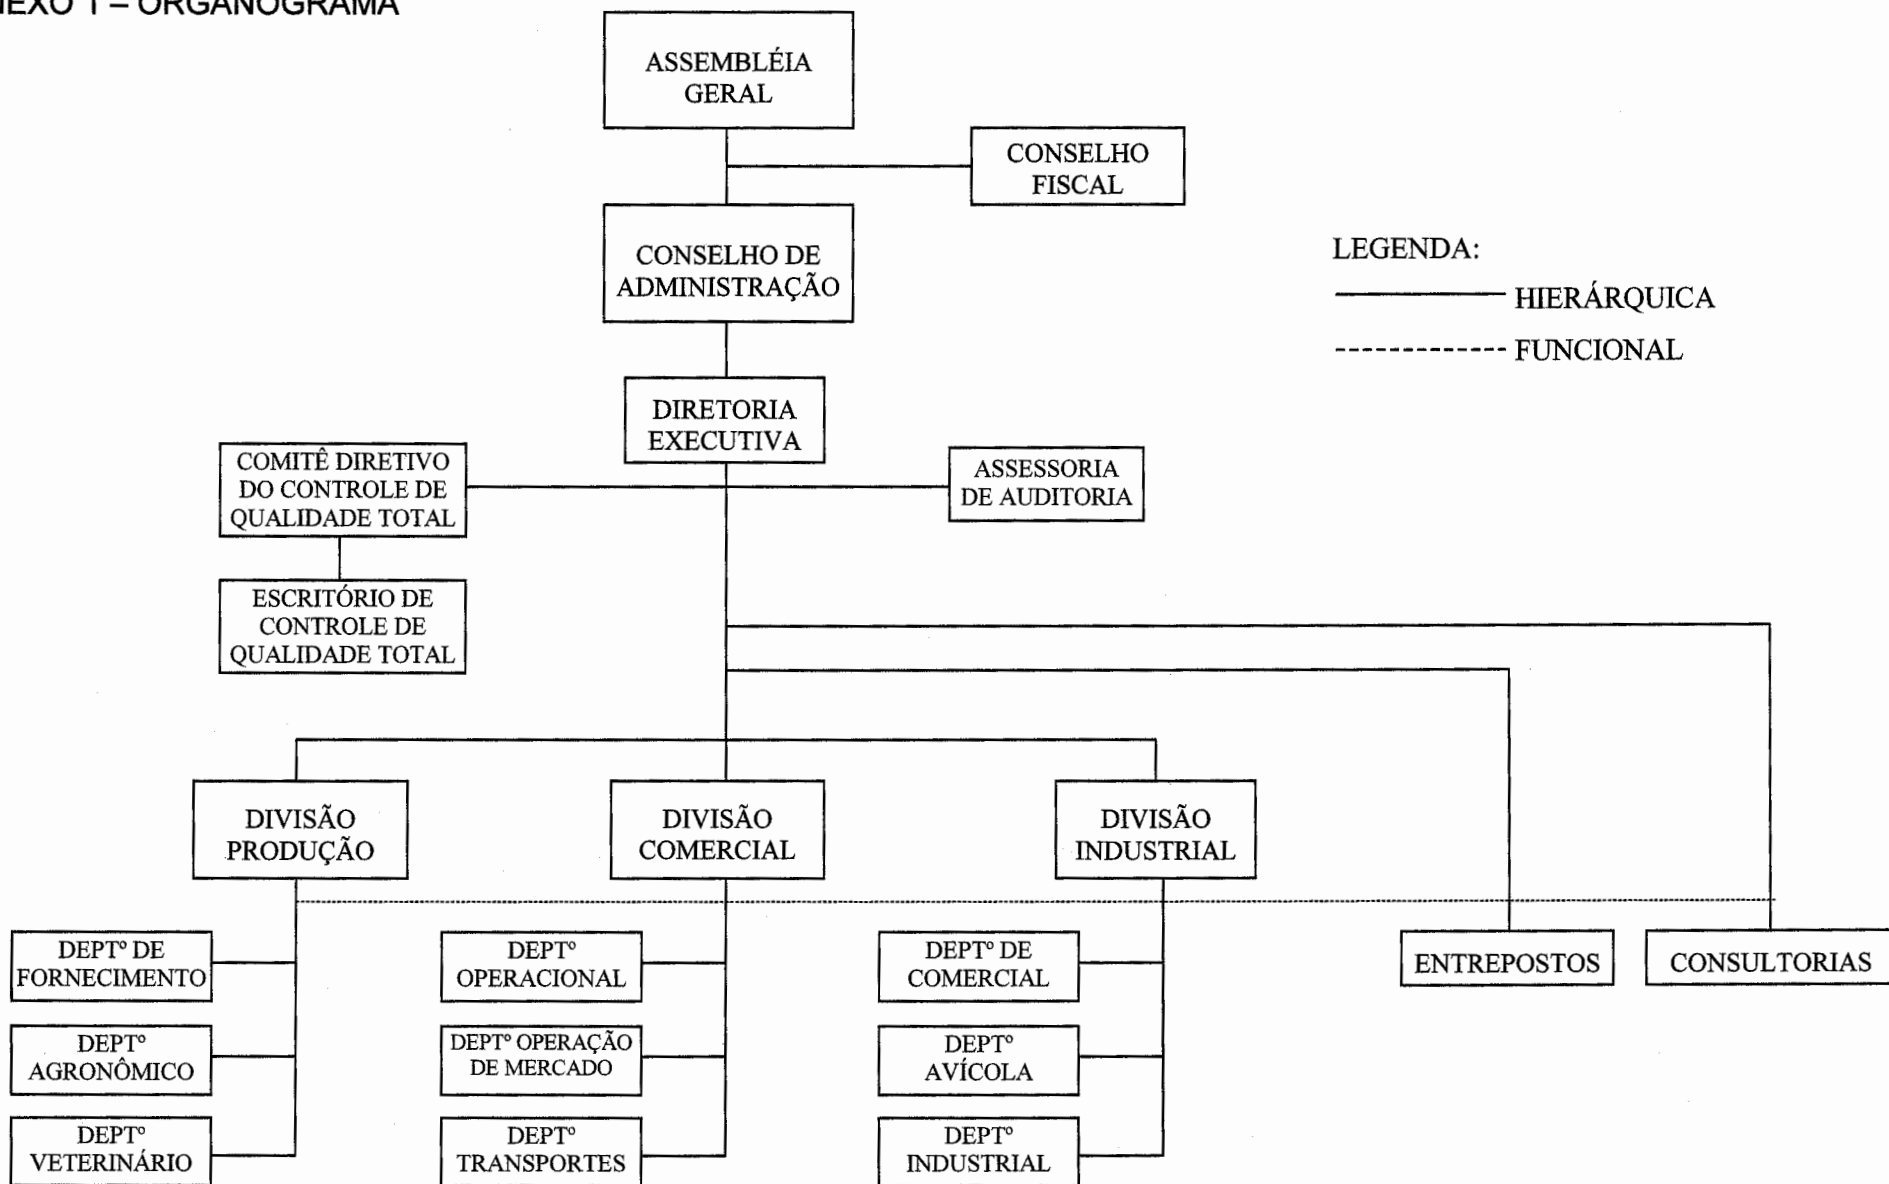 NEXO 1 – ORGANOGRAMA
ASSEMBLÉIA
GERAL
CONSELHO
FISCAL
CONSELHO DE
ADMINISTRAÇÃO
LEGENDA:
HIERÁRQUICA
FUNCIONAL
DIRETORIA
EXECUTIVA
COMITÊ DIRETIVO
DO CONTROLE DE
QUALIDADE TOTAL
ASSESSORIA
DE AUDITORIA
ESCRITÓRIO DE
CONTROLE DE
QUALIDADE TOTAL
DIVISÃO
PRODUÇÃO
DIVISÃO
COMERCIAL
DIVISÃO
INDUSTRIAL
DEPTº DE
FORNECIMENTO
DEPTº
OPERACIONAL
DEPTº DE
COMERCIAL
ENTREPOSTOS
CONSULTORIAS
DEPTº
AGRONÔMICO
DEPTº OPERAÇÃO
DE MERCADO
DEPTº
AVÍCOLA
DEPTº
VETERINÁRIO
DEPTº
TRANSPORTES
DEPTº
INDUSTRIAL